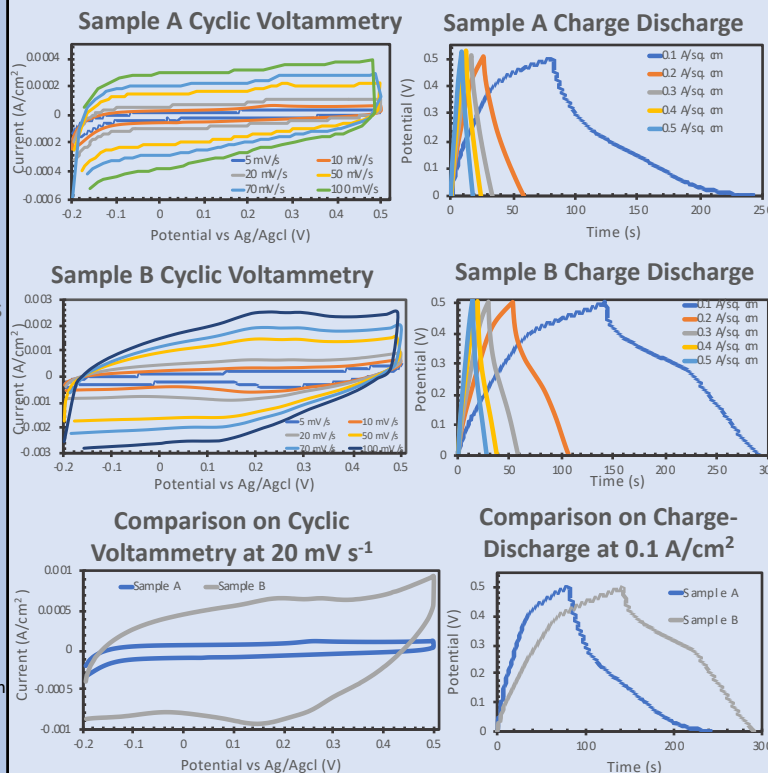 Sample A Cyclic Voltammetry
Current (A/cm²)
0.0004
0.0002
0
-0.0002
-0.0004
-0.0006
5 mV/s
10 mV/s
20 mV/s
50 mV/s
70 mV/s
100 mV/s
-0.2
-0.1
0
0.1
0.2
0.3
0.4
0.5
Potential vs Ag/Agcl (V)
Sample A Charge Discharge
Potential (V)
0.5
0.4
0.3
0.2
0.1
0
0.1 A/sq. cm
0.2 A/sq. cm
0.3 A/sq. cm
0.4 A/sq. cm
0.5 A/sq. cm
0
50
100
150
200
250
Time (s)
Sample B Cyclic Voltammetry
Current (A/cm²)
0.003
0.002
0.001
0
-0.001
-0.002
-0.003
5 mV/s
10 mV/s
20 mV/s
50 mV/s
70 mV/s
100 mV/s
-0.2
-0.1
0
0.1
0.2
0.3
0.4
0.5
Potential vs Ag/Agcl (V)
Sample B Charge Discharge
Potential (V)
0.5
0.4
0.3
0.2
0.1
0
0.1 A/sq. cm
0.2 A/sq. cm
0.3 A/sq. cm
0.4 A/sq. cm
0.5 A/sq. cm
0
50
100
150
200
250
300
Time (s)
Comparison on Cyclic
Voltammetry at 20 mV s⁻¹
Current (A/cm²)
0.001
0.0005
0
-0.0005
-0.001
Sample A
Sample B
-0.2
-0.1
0
0.1
0.2
0.3
0.4
0.5
Potential vs Ag/Agcl (V)
Comparison on Charge-
Discharge at 0.1 A/cm²
Potential (V)
0.5
0.4
0.3
0.2
0.1
0
Sample A
Sample B
0
50
100
150
200
250
300
Time (s)